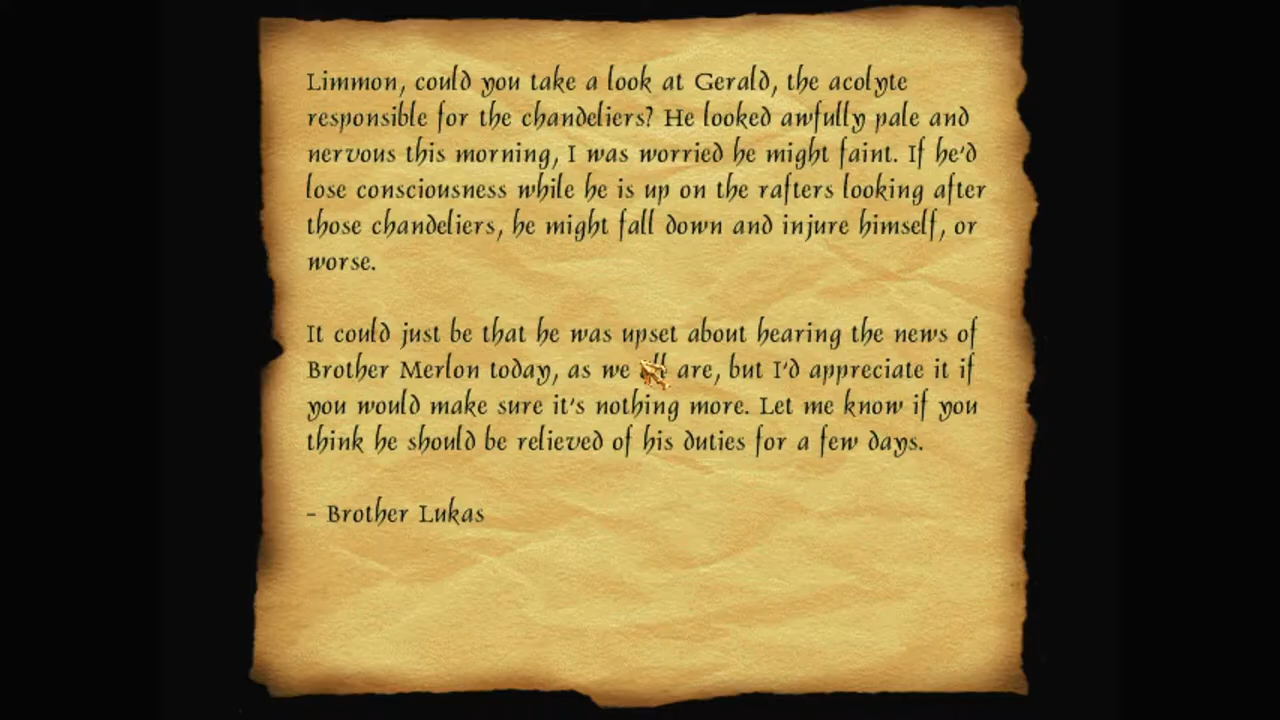 Limmon, could you take a look at Gerald, the acolyte
responsible for the chandeliers? He looked awfully pale and
nervous this morning, I was worried he might faint. If he'd
lose consciousness while he is up on the rafters looking after
those chandeliers, he might fall down and injure himself, or
worse.
It could just be that he was upset about hearing the news of
Brother Merlon today, as we all are, but I'd appreciate it if
you would make sure it's nothing more. Let me know if you
think he should be relieved of his duties for a few days.
- Brother Lukas